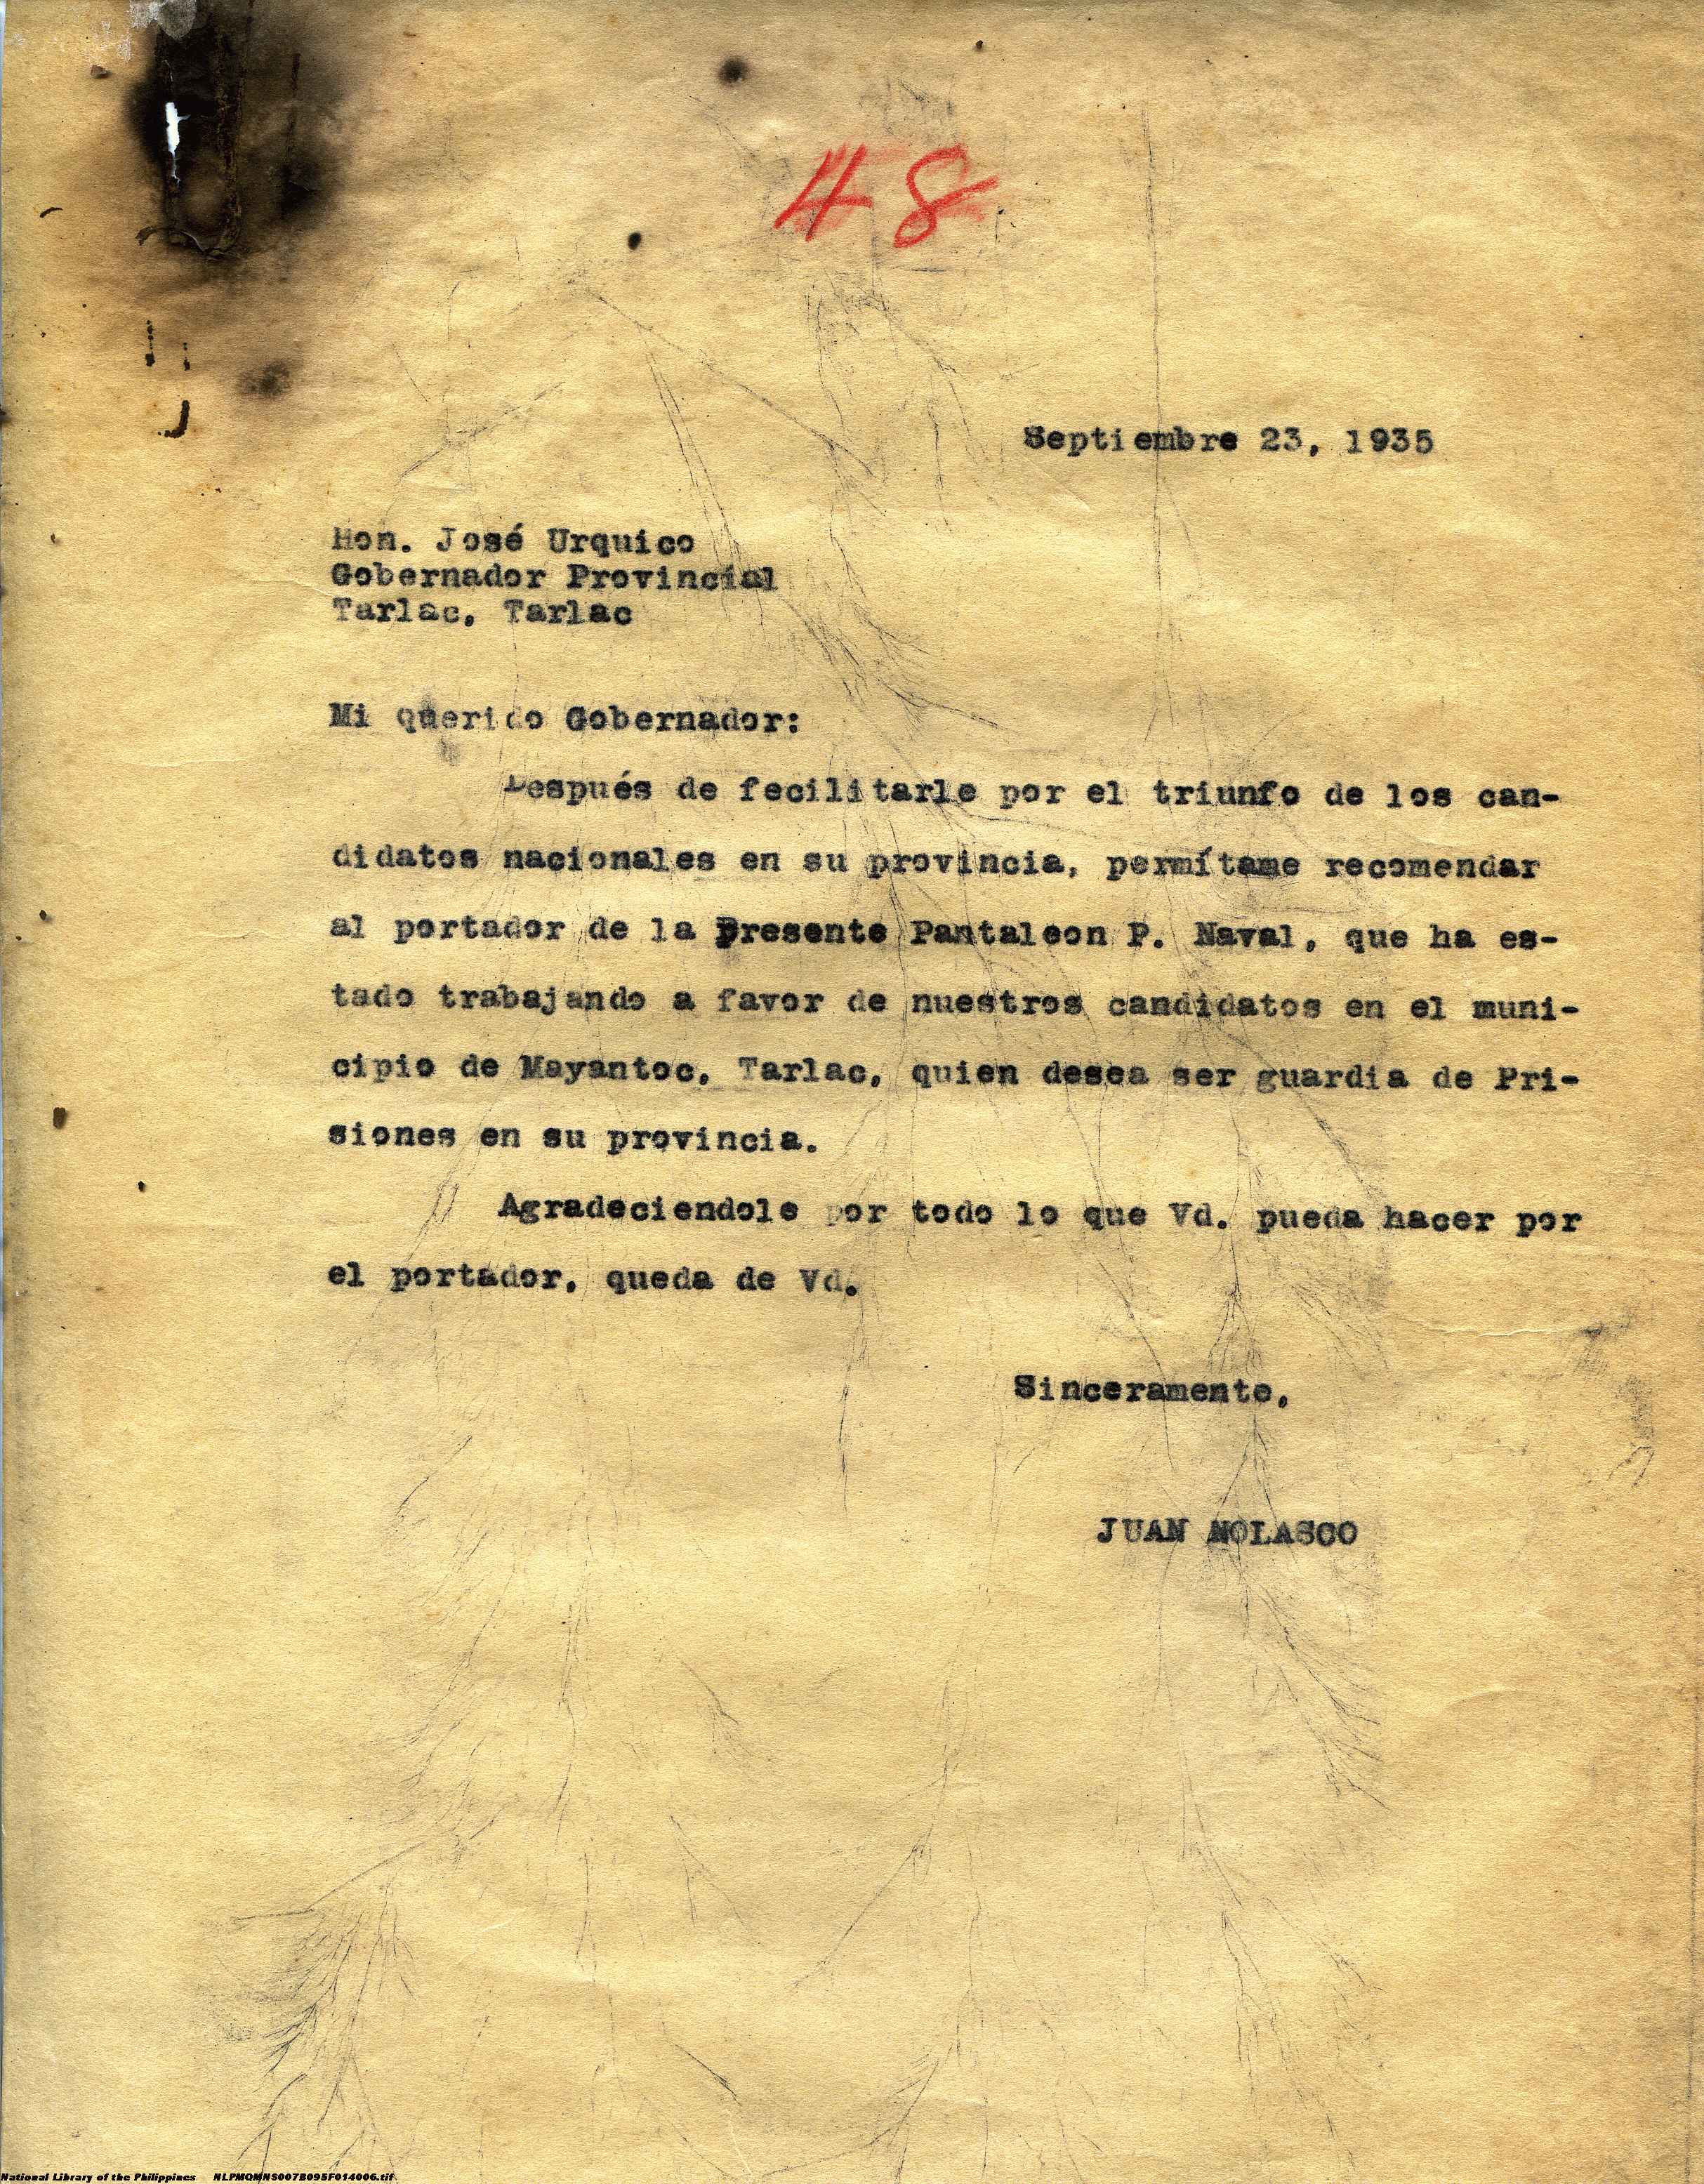 48
Septiembre 23, 1935
Hon. José Urquico
Gobernador Provincial
Tarlac, Tarlac
Mi querido Gobernador:
Después de fecilitarle por el triunfo de los can-
didatos nacionales en su provincia, permítame recomendar
al portador de la Presente Pantaleon P. Naval, que ha es-
tado trabajando a favor de nuestros candidatos en el muni-
cipio de Mayantoc, Tarlac, quien desea ser guardia de Pri-
siones en su provincia.
Agradeciendole por todo lo que Vd. pueda hacer por
el portador, queda de Vd.
Sinceramente,
JUAN NOLASCO
National Library of the Philippines NLPMQMNS007B095F014006.tif